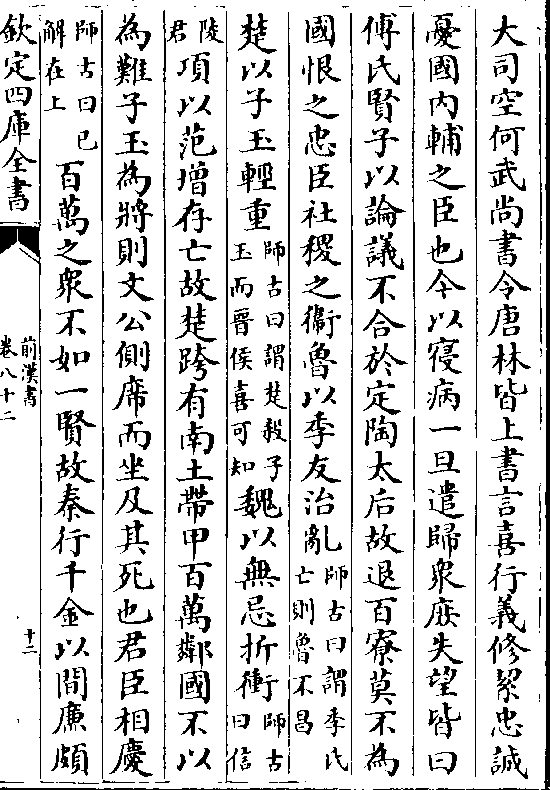 大司空何武尚書令唐林皆上書言喜行義修絜忠誠
憂國内輔之臣也今以寝病一旦遣歸衆庶失望皆曰
傅氏賢子以論議不合於定陶太后故退百寮莫不為
國恨之忠臣社稷之衞魯以季友治亂師古曰謂季氏亡則魯不昌
楚以子玉輕重師古曰謂楚殺子玉而晉侯喜可知魏以無忌折衝師古曰信
陵君項以范增存亡故楚跨有南土帶甲百萬鄰國不以
為難子玉為將則文公側席而坐及其死也君臣相慶
師古曰已解在上百萬之衆不如一賢故秦行千金以間廉頗
欽定四庫全書
前漢書
卷八十二
十二